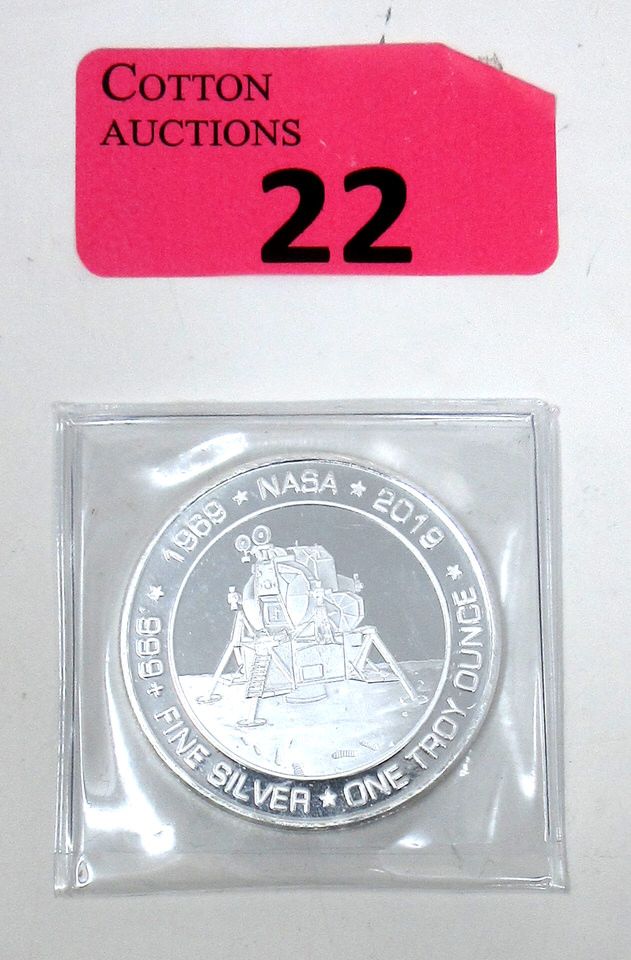 COTTON
AUCTIONS
22
★ 1969 ★ NASA ★ 2019 ★
.999+ FINE SILVER ★ ONE TROY OUNCE